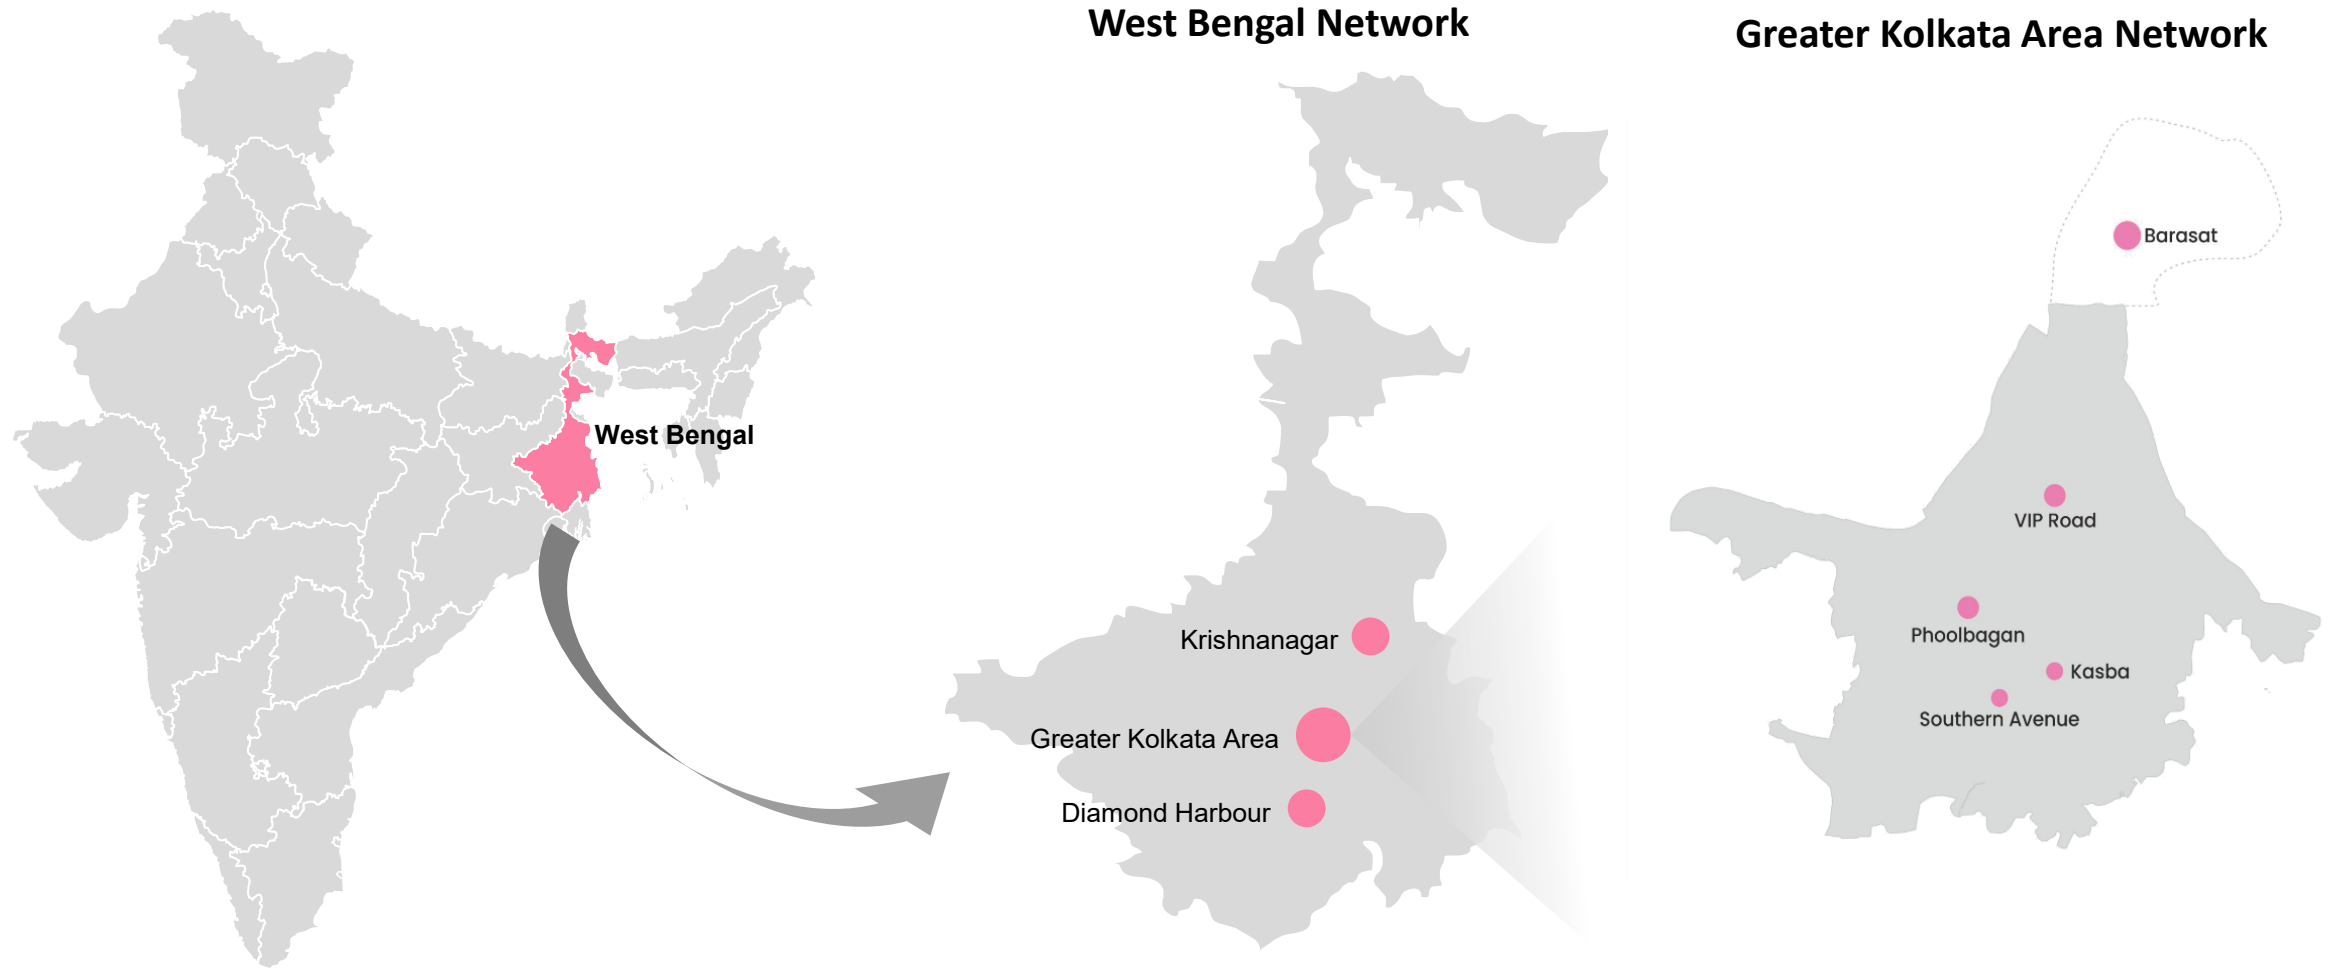 West Bengal Network
Greater Kolkata Area Network
West Bengal
Krishnanagar
Greater Kolkata Area
Diamond Harbour
Barasat
VIP Road
Phoolbagan
Kasba
Southern Avenue